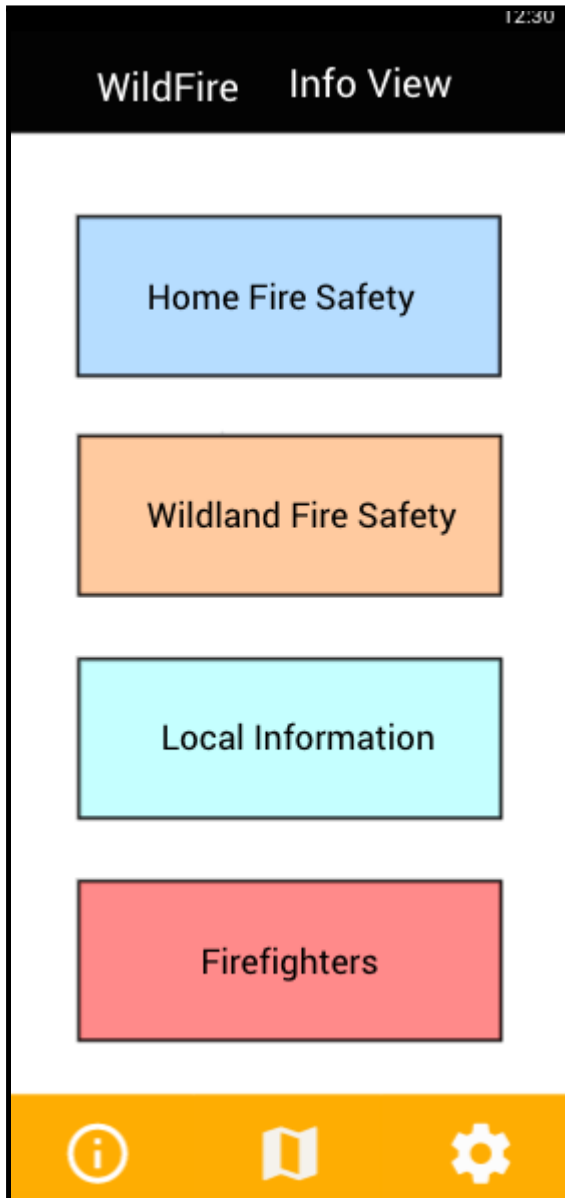 12:30
WildFire Info View
Home Fire Safety
Wildland Fire Safety
Local Information
Firefighters